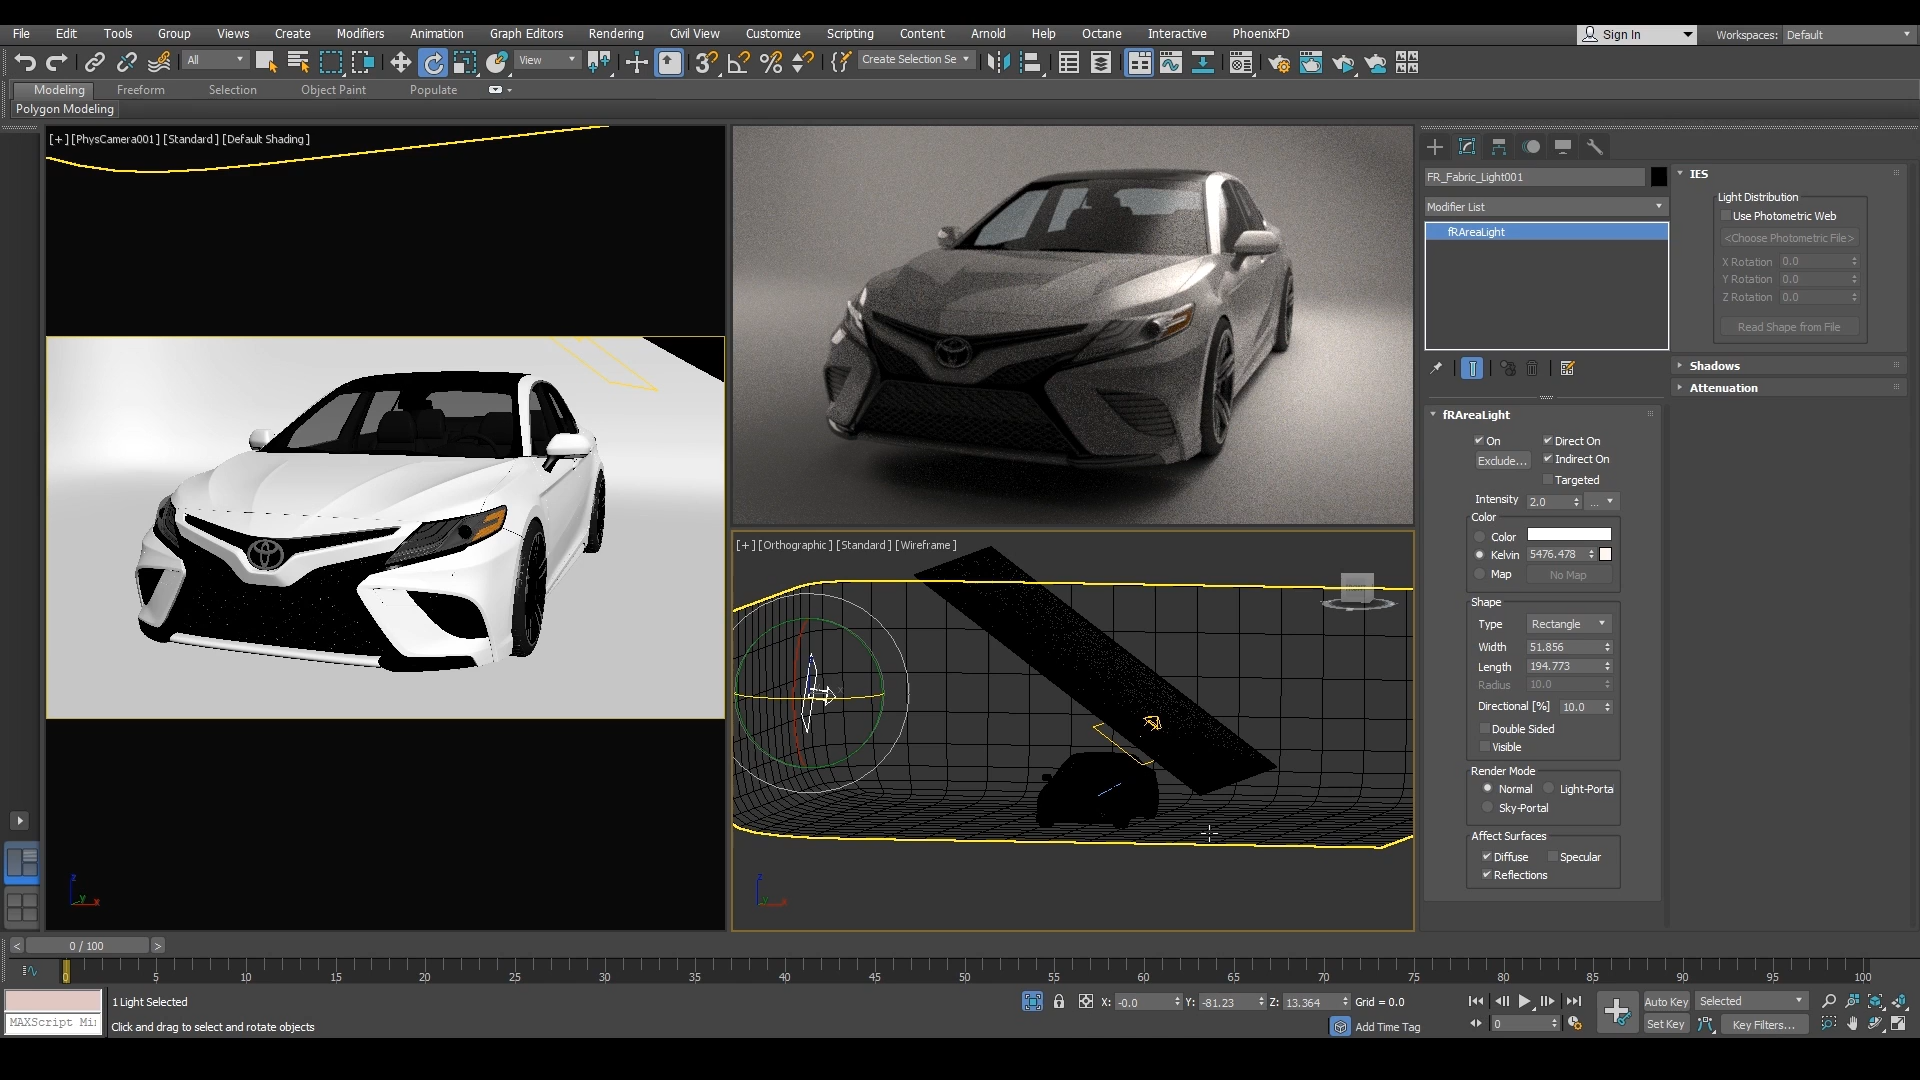 File Edit Tools Group Views Create Modifiers Animation Graph Editors Rendering Civil View Customize Scripting Content Arnold Help Octane Interactive PhoenixFD Sign In Workspaces: Default
All View Create Selection Se
Modeling Freeform Selection Object Paint Populate
Polygon Modeling
[+] [PhysCamera001] [Standard] [Default Shading]
[+] [Orthographic] [Standard] [Wireframe]
FR_Fabric_Light001
Modifier List
fRAreaLight
fRAreaLight
On Direct On
Exclude... Indirect On
Targeted
Intensity 2.0 ...
Color
Color
Kelvin 5476.478
Map No Map
Shape
Type Rectangle
Width 51.856
Length 194.773
Radius 10.0
Directional [%] 10.0
Double Sided
Visible
Render Mode
Normal Light-Portal
Sky-Portal
Affect Surfaces
Diffuse Specular
Reflections
IES
Light Distribution
Use Photometric Web
<Choose Photometric File>
X Rotation 0.0
Y Rotation 0.0
Z Rotation 0.0
Read Shape from File
Shadows
Attenuation
z y x
z y x
< 0 / 100 >
0 5 10 15 20 25 30 35 40 45 50 55 60 65 70 75 80 85 90 95 100
1 Light Selected X: -0.0 Y: -81.23 Z: 13.364 Grid = 0.0 Auto Key Selected
MAXScript Mi Click and drag to select and rotate objects Add Time Tag 0 Set Key Key Filters...